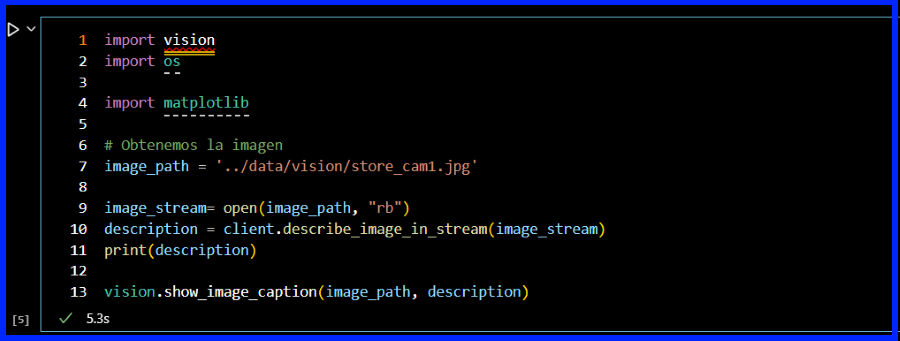 1 import vision
2 import os
3
4 import matplotlib
5
6 # Obtenemos la imagen
7 image_path = '../data/vision/store_cam1.jpg'
8
9 image_stream= open(image_path, "rb")
10 description = client.describe_image_in_stream(image_stream)
11 print(description)
12
13 vision.show_image_caption(image_path, description)
[5] 5.3s